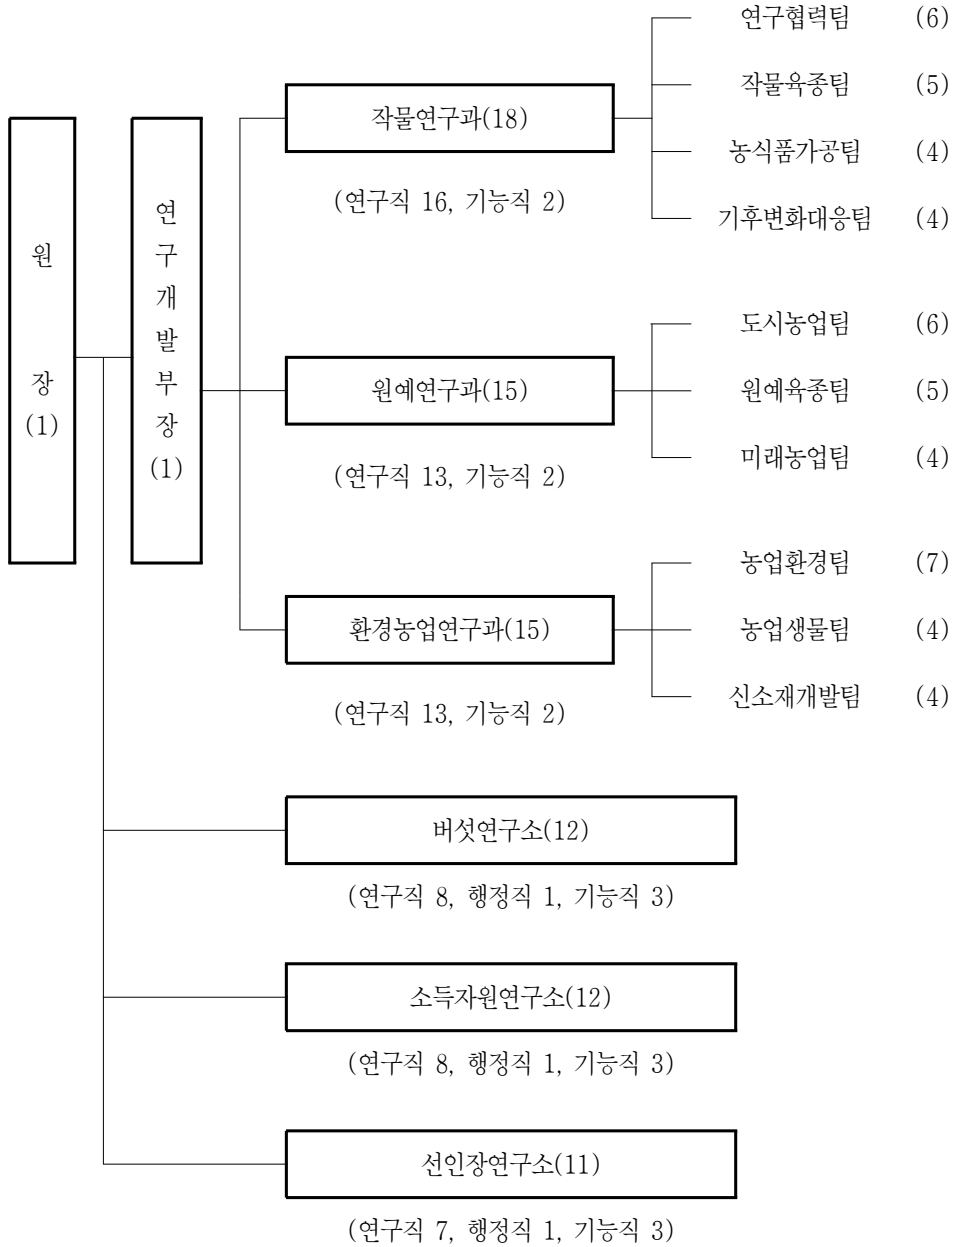 원장(1)
연구개발부장(1)
작물연구과(18)
(연구직 16, 기능직 2)
연구협력팀 (6)
작물육종팀 (5)
농식품가공팀 (4)
기후변화대응팀 (4)
원예연구과(15)
(연구직 13, 기능직 2)
도시농업팀 (6)
원예육종팀 (5)
미래농업팀 (4)
환경농업연구과(15)
(연구직 13, 기능직 2)
농업환경팀 (7)
농업생물팀 (4)
신소재개발팀 (4)
버섯연구소(12)
(연구직 8, 행정직 1, 기능직 3)
소득자원연구소(12)
(연구직 8, 행정직 1, 기능직 3)
선인장연구소(11)
(연구직 7, 행정직 1, 기능직 3)